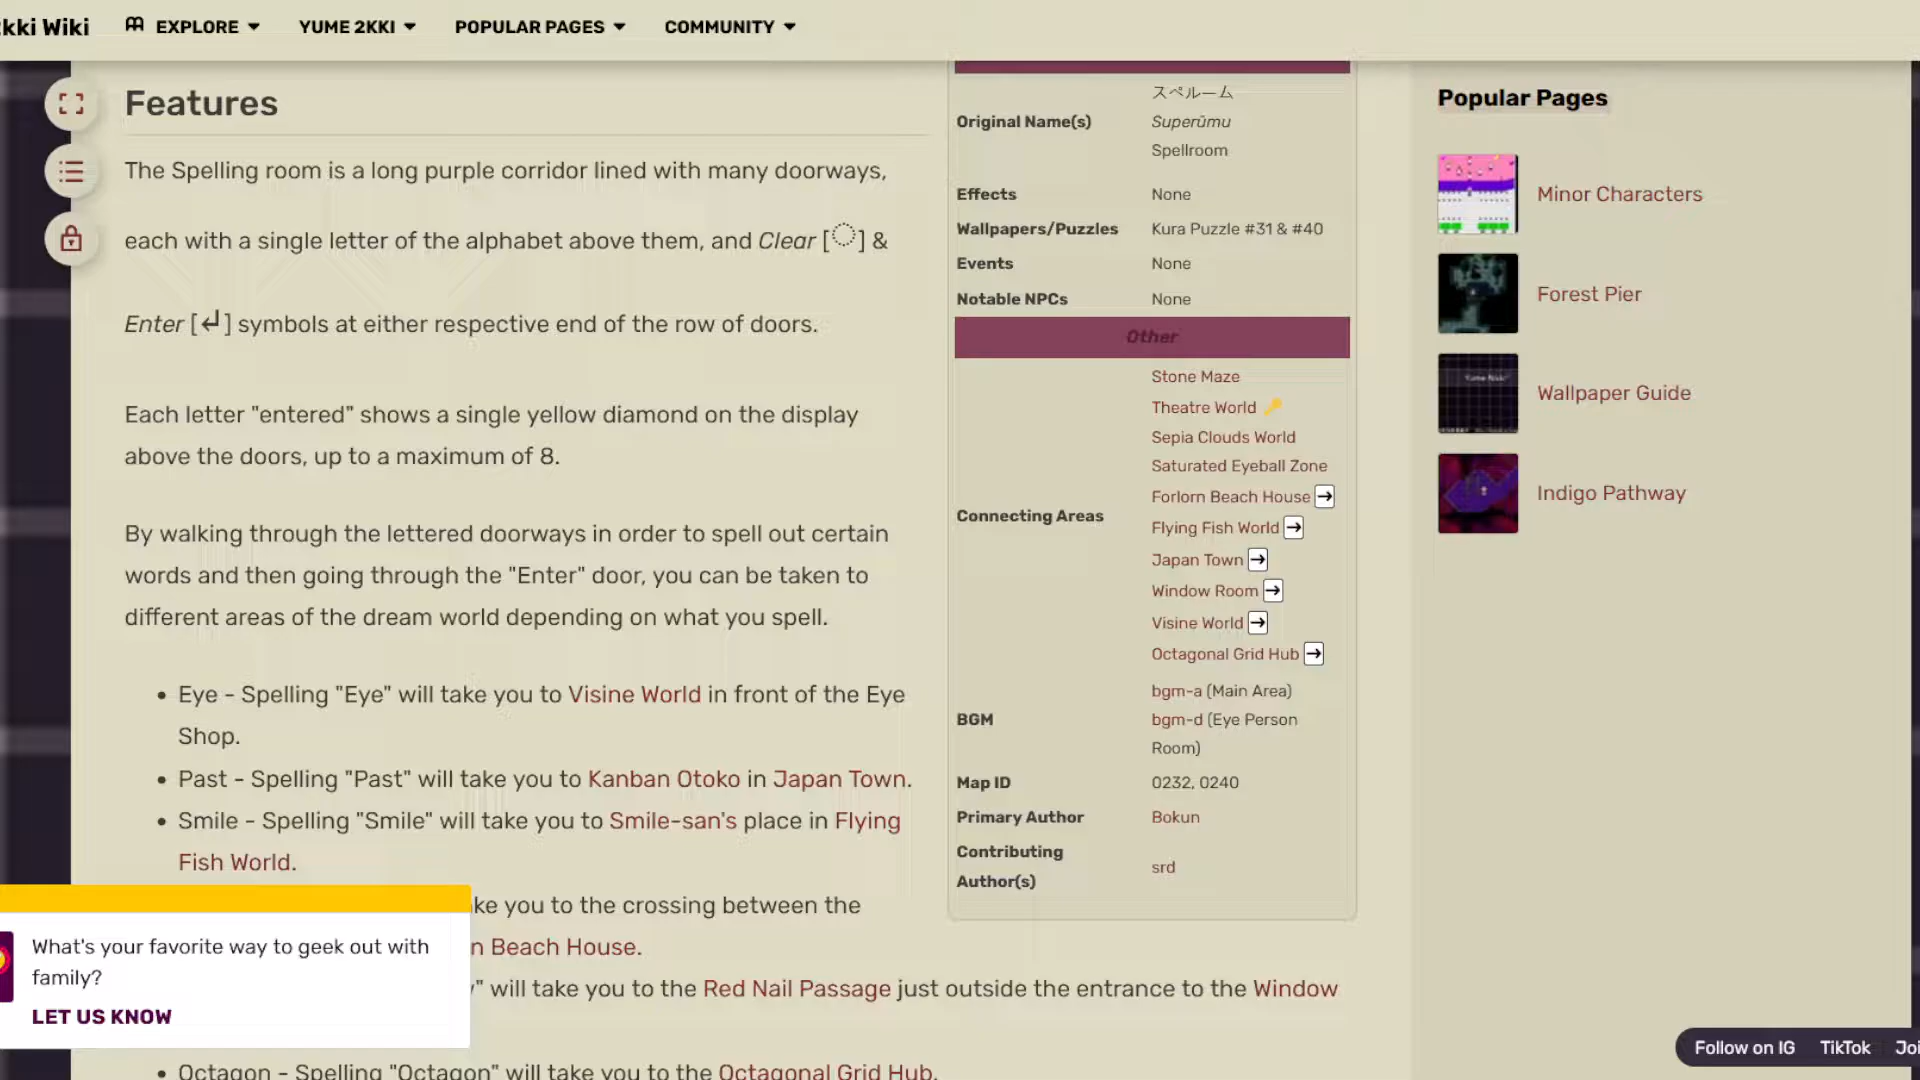 kki Wiki
EXPLORE
YUME 2KKI
POPULAR PAGES
COMMUNITY
Features
The Spelling room is a long purple corridor lined with many doorways,
each with a single letter of the alphabet above them, and Clear [◌] &
Enter [↵] symbols at either respective end of the row of doors.
Each letter "entered" shows a single yellow diamond on the display
above the doors, up to a maximum of 8.
By walking through the lettered doorways in order to spell out certain
words and then going through the "Enter" door, you can be taken to
different areas of the dream world depending on what you spell.
• Eye - Spelling "Eye" will take you to Visine World in front of the Eye
Shop.
• Past - Spelling "Past" will take you to Kanban Otoko in Japan Town.
• Smile - Spelling "Smile" will take you to Smile-san's place in Flying
Fish World.
ke you to the crossing between the
n Beach House.
" will take you to the Red Nail Passage just outside the entrance to the Window
• Octagon - Spelling "Octagon" will take you to the Octagonal Grid Hub.
Original Name(s)
スペルーム
Superūmu
Spellroom
Effects
None
Wallpapers/Puzzles
Kura Puzzle #31 & #40
Events
None
Notable NPCs
None
Other
Connecting Areas
Stone Maze
Theatre World
Sepia Clouds World
Saturated Eyeball Zone
Forlorn Beach House →
Flying Fish World →
Japan Town →
Window Room →
Visine World →
Octagonal Grid Hub →
BGM
bgm-a (Main Area)
bgm-d (Eye Person
Room)
Map ID
0232, 0240
Primary Author
Bokun
Contributing
Author(s)
srd
Popular Pages
Minor Characters
Forest Pier
Wallpaper Guide
Indigo Pathway
What's your favorite way to geek out with
family?
LET US KNOW
Follow on IG
TikTok
Joi